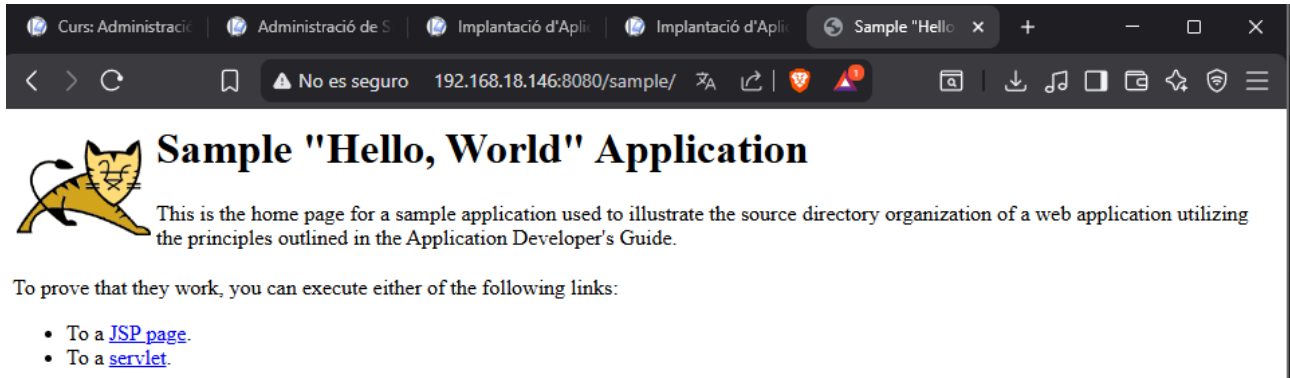 Curs: Administració
Administració de S
Implantació d'Aplic
Implantació d'Aplic
Sample "Hello
No es seguro 192.168.18.146:8080/sample/
1
Sample "Hello, World" Application
This is the home page for a sample application used to illustrate the source directory organization of a web application utilizing
the principles outlined in the Application Developer's Guide.
To prove that they work, you can execute either of the following links:
• To a JSP page.
• To a servlet.